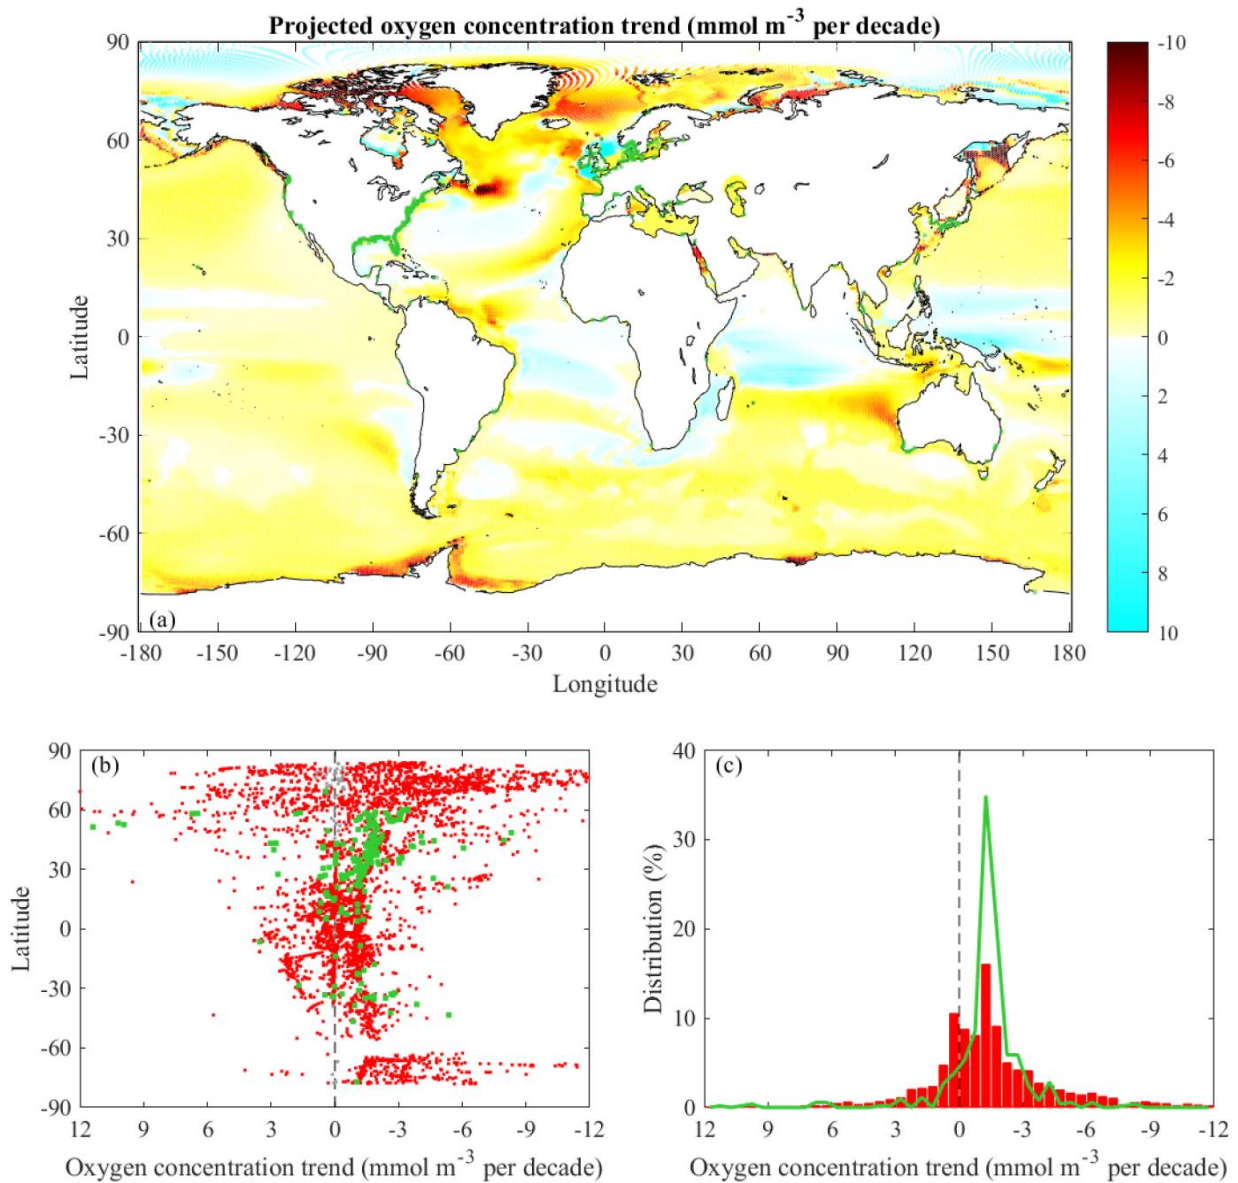 Projected oxygen concentration trend (mmol m⁻³ per decade)
90
60
30
0
-30
-60
-90
Latitude
(a)
-180 -150 -120 -90 -60 -30 0 30 60 90 120 150 180
Longitude
-10
-8
-6
-4
-2
0
2
4
6
8
10
(b)
90
60
30
0
-30
-60
-90
Latitude
12 9 6 3 0 -3 -6 -9 -12
Oxygen concentration trend (mmol m⁻³ per decade)
(c)
40
30
20
10
0
Distribution (%)
12 9 6 3 0 -3 -6 -9 -12
Oxygen concentration trend (mmol m⁻³ per decade)